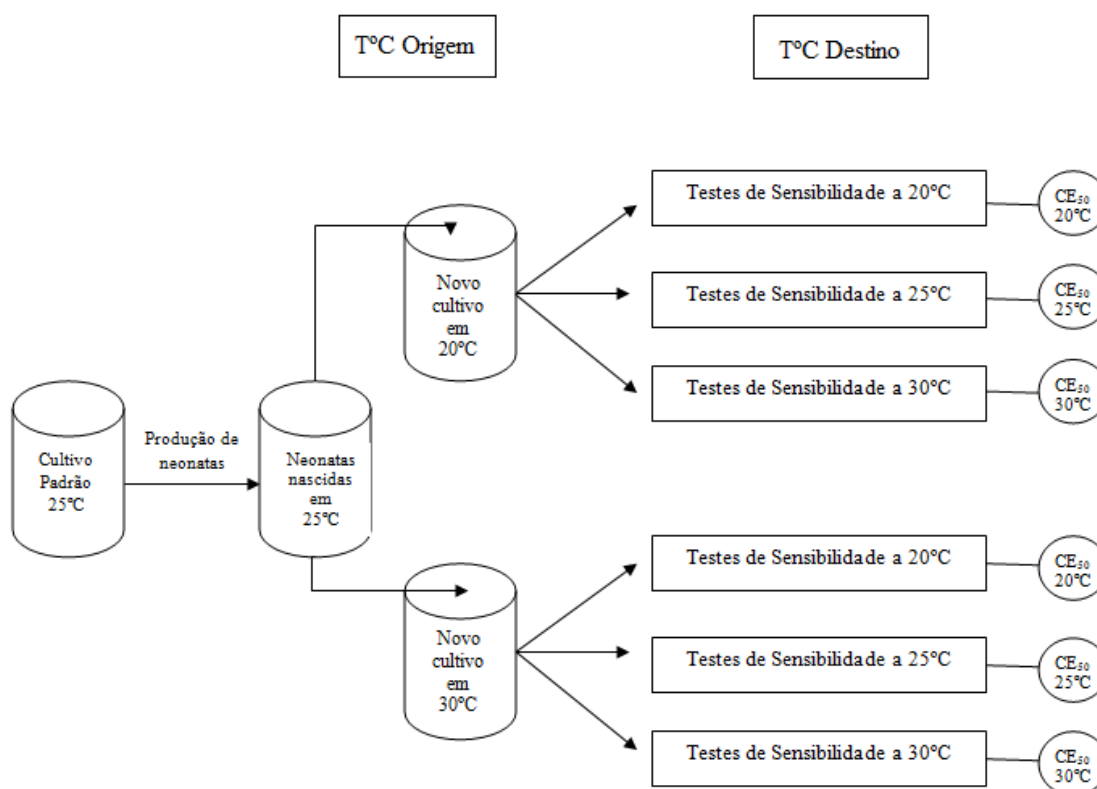 TºC Origem
TºC Destino
Testes de Sensibilidade a 20ºC
CE50
20ºC
Novo
cultivo
em
20ºC
Testes de Sensibilidade a 25ºC
CE50
25ºC
Testes de Sensibilidade a 30ºC
CE50
30ºC
Cultivo
Padrão
25ºC
Produção de
neonatas
Neonatas
nascidas
em
25ºC
Testes de Sensibilidade a 20ºC
CE50
20ºC
Novo
cultivo
em
30ºC
Testes de Sensibilidade a 25ºC
CE50
25ºC
Testes de Sensibilidade a 30ºC
CE50
30ºC